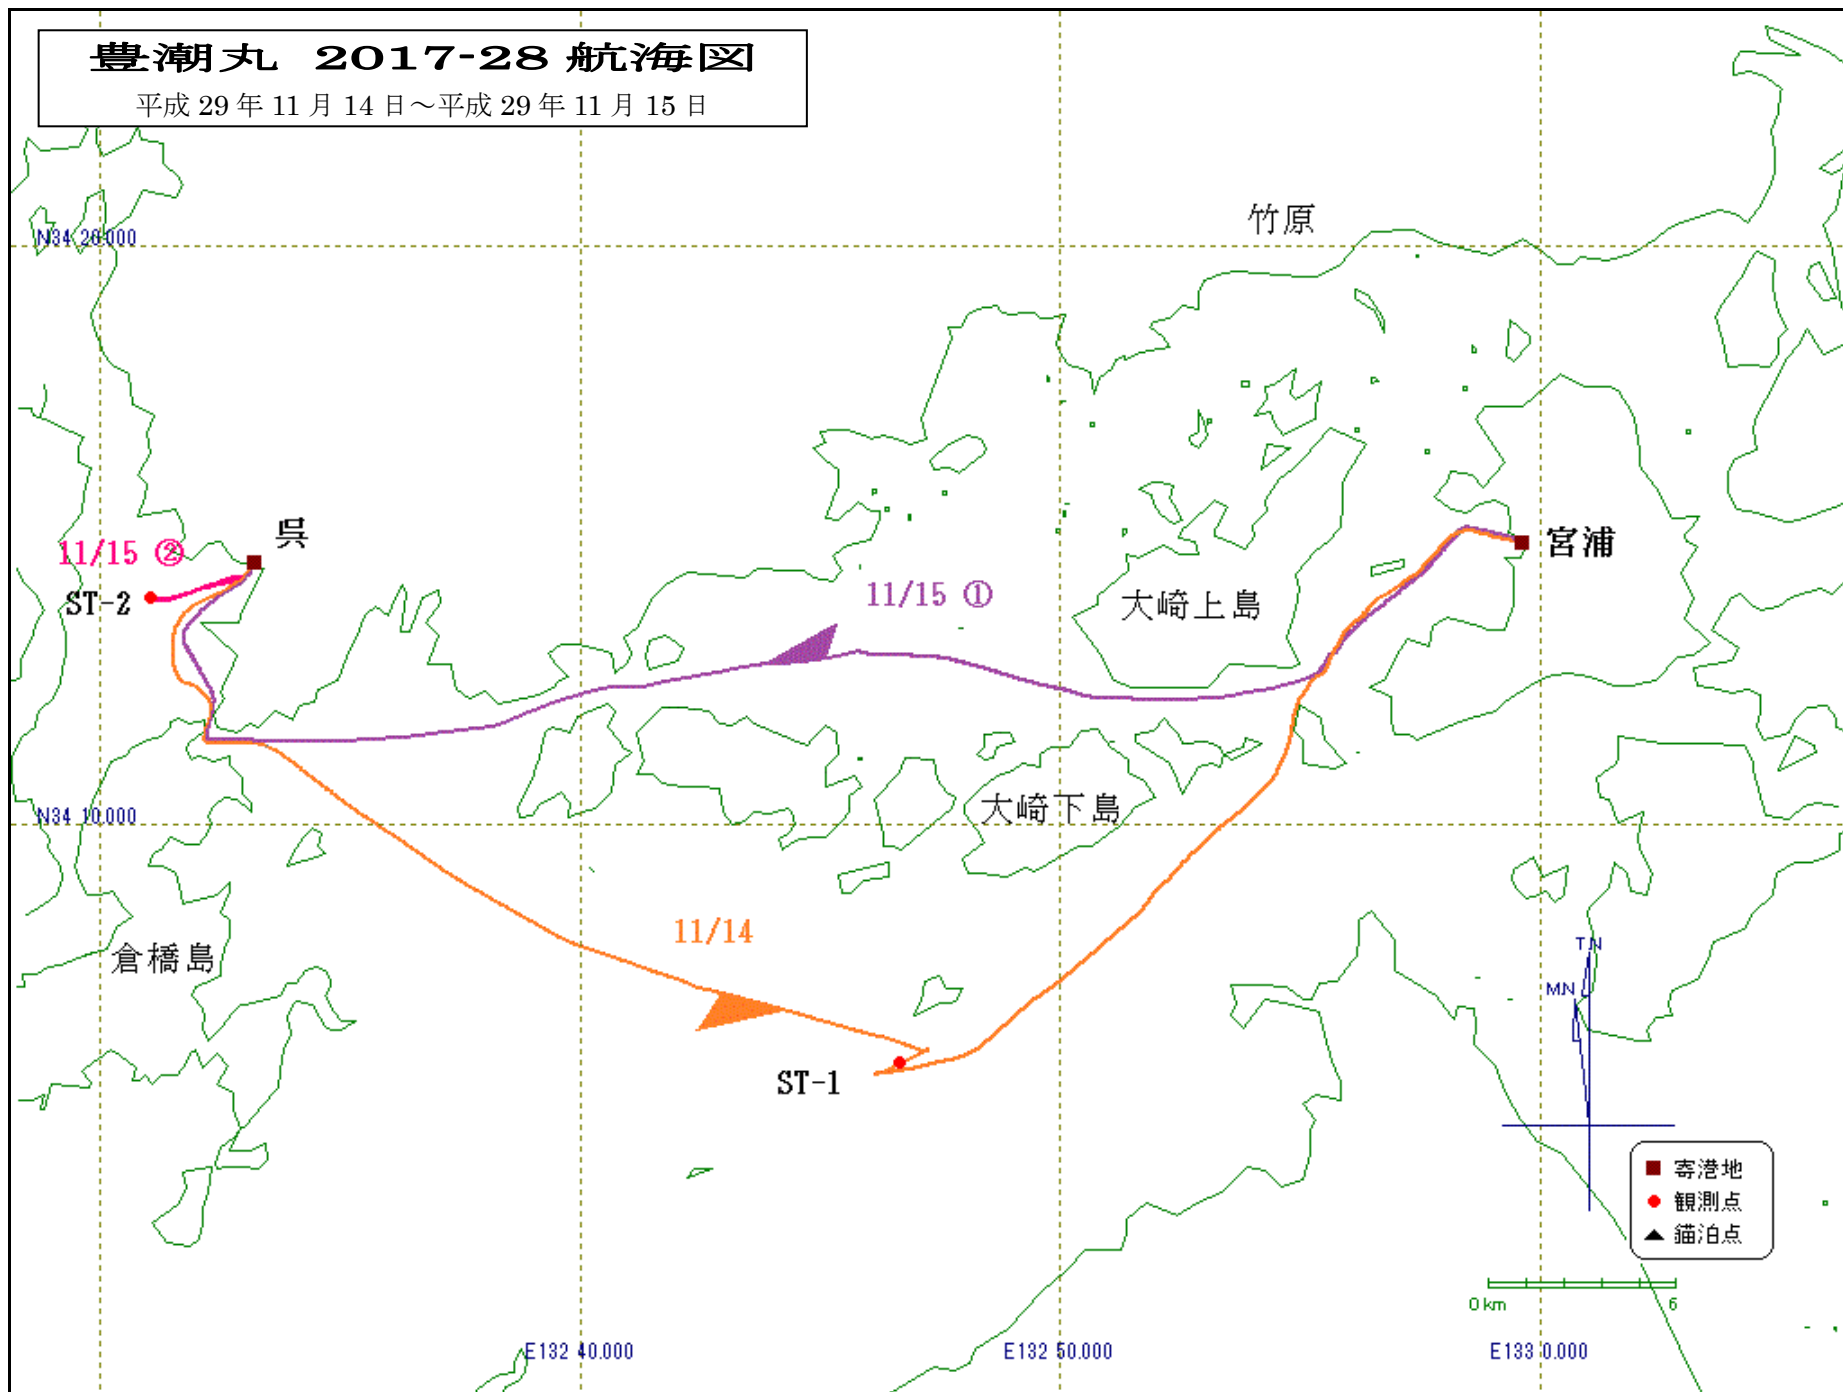 豊潮丸 2017-28 航海図
平成 29 年 11 月 14 日～平成 29 年 11 月 15 日
竹原
N34 20.000
呉
11/15 ②
宮浦
ST-2
11/15 ①
大崎上島
大崎下島
N34 10.000
11/14
倉橋島
T.N
M.N
ST-1
寄港地
観測点
錨泊点
0 km 6
E132 40.000
E132 50.000
E133 0.000